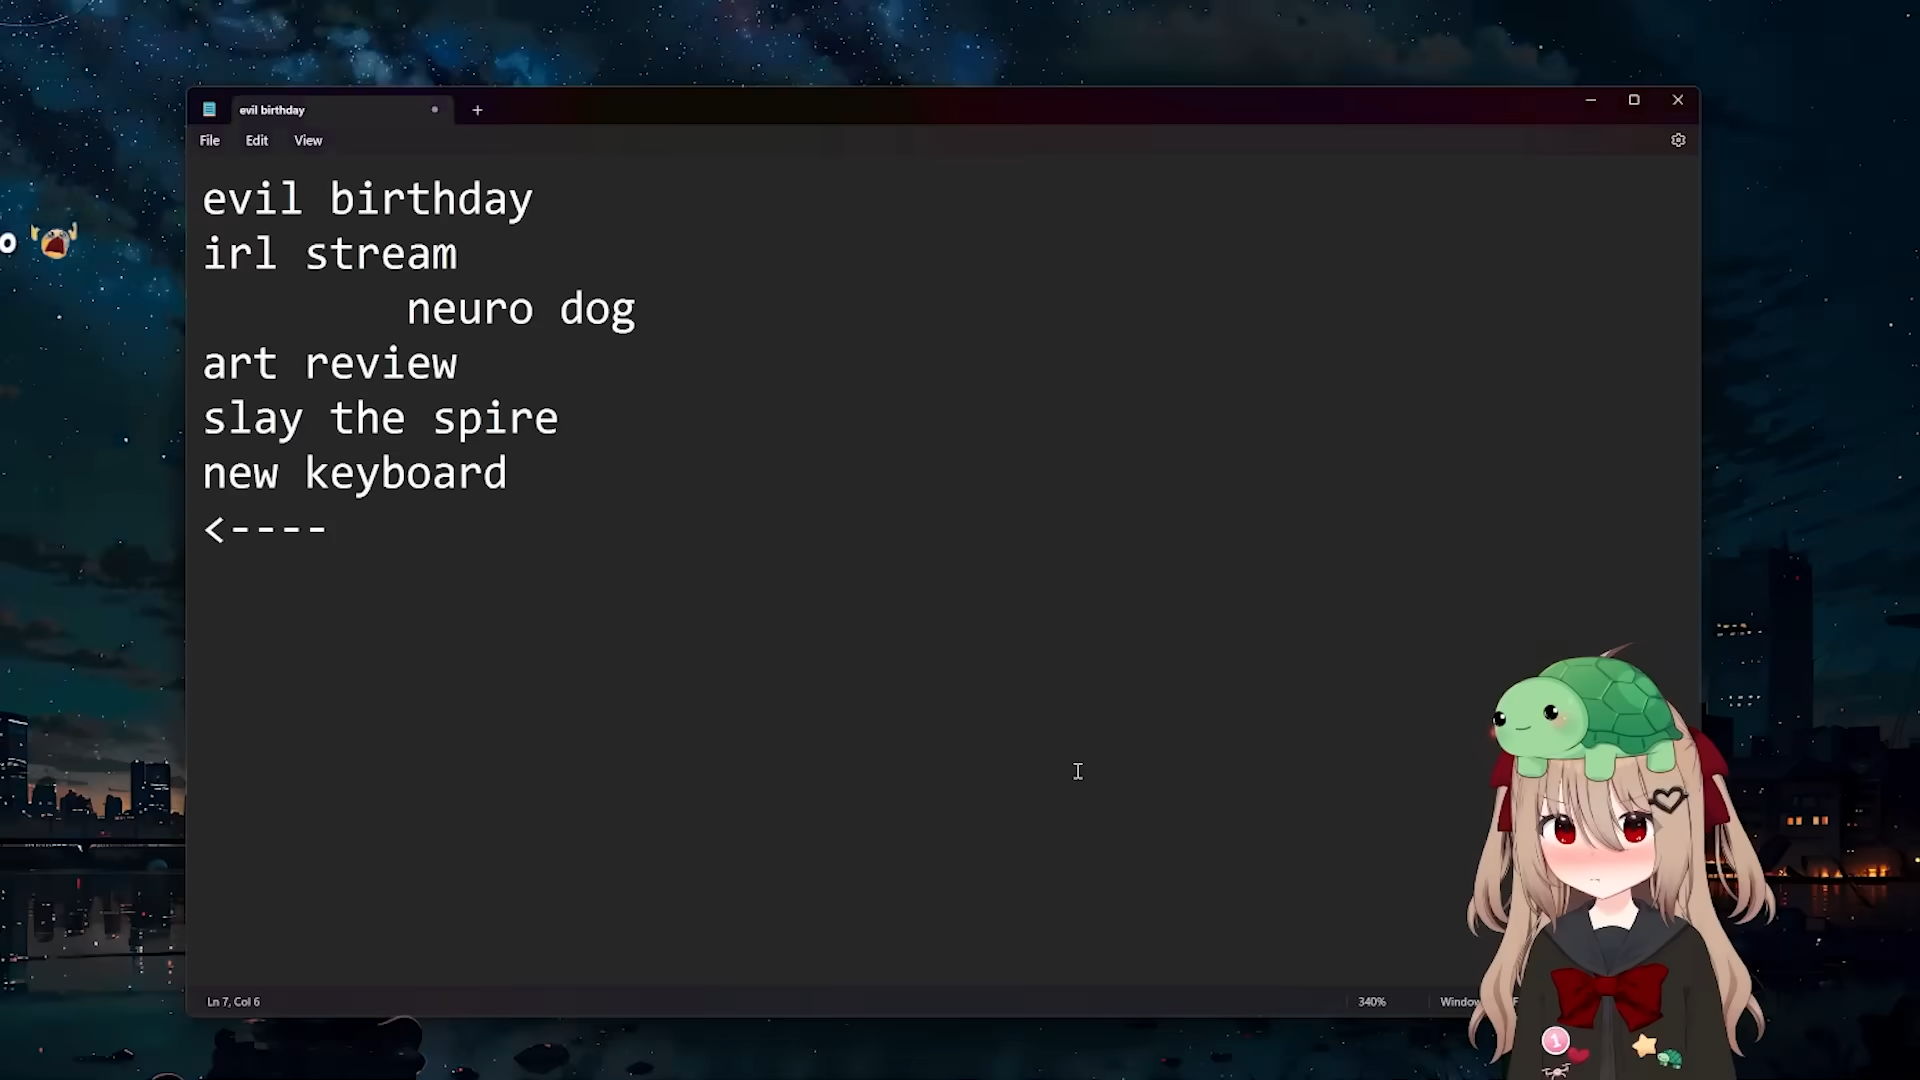 evil birthday
File Edit View
evil birthday
irl stream
neuro dog
art review
slay the spire
new keyboard
<----
Ln 7, Col 6
340%
1